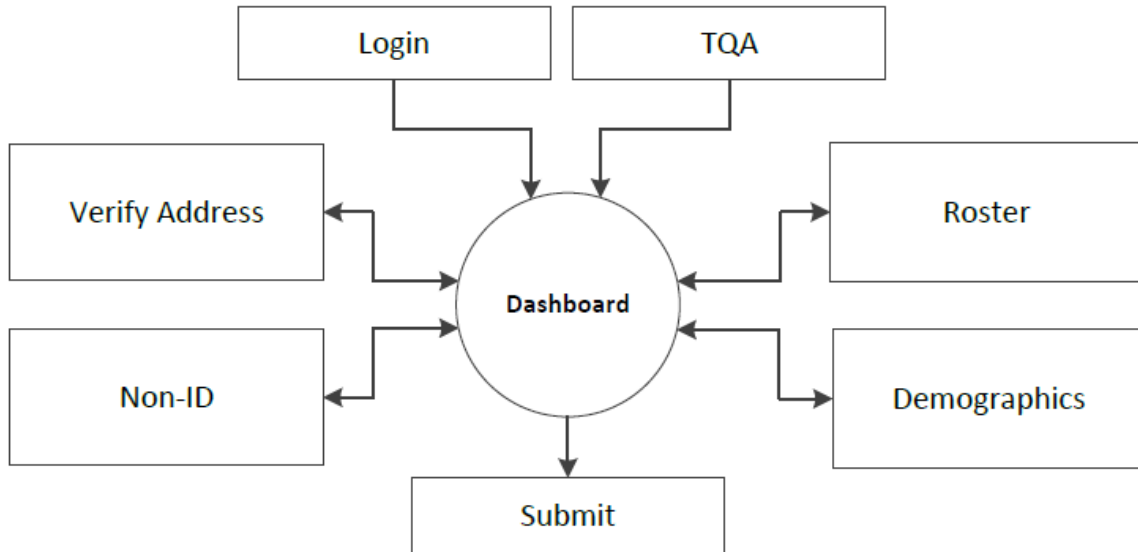 Login
TQA
Verify Address
Roster
Dashboard
Non-ID
Demographics
Submit